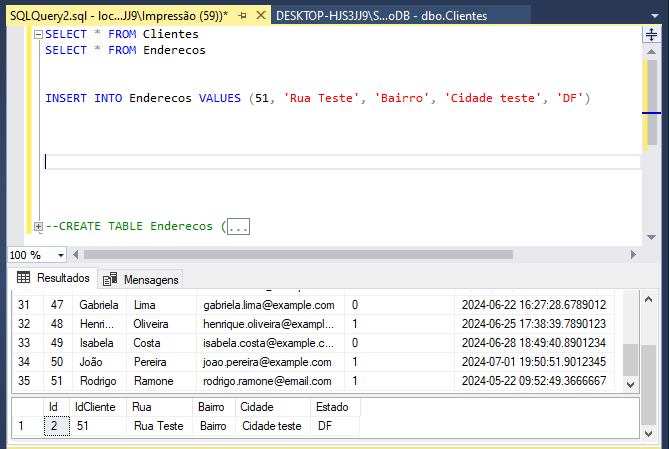 SQLQuery2.sql - loc...JJ9\Impressão (59))* DESKTOP-HJS3JJ9\S...oDB - dbo.Clientes
SELECT * FROM Clientes
SELECT * FROM Enderecos
INSERT INTO Enderecos VALUES (51, 'Rua Teste', 'Bairro', 'Cidade teste', 'DF')
--CREATE TABLE Enderecos (...
100 %
Resultados Mensagens
31 47 Gabriela Lima gabriela.lima@example.com 0 2024-06-22 16:27:28.6789012
32 48 Henri... Oliveira henrique.oliveira@exampl... 1 2024-06-25 17:38:39.7890123
33 49 Isabela Costa isabela.costa@example.c... 0 2024-06-28 18:49:40.8901234
34 50 João Pereira joao.pereira@example.com 1 2024-07-01 19:50:51.9012345
35 51 Rodrigo Ramone rodrigo.ramone@email.com 1 2024-05-22 09:52:49.3666667
Id IdCliente Rua Bairro Cidade Estado
1 2 51 Rua Teste Bairro Cidade teste DF